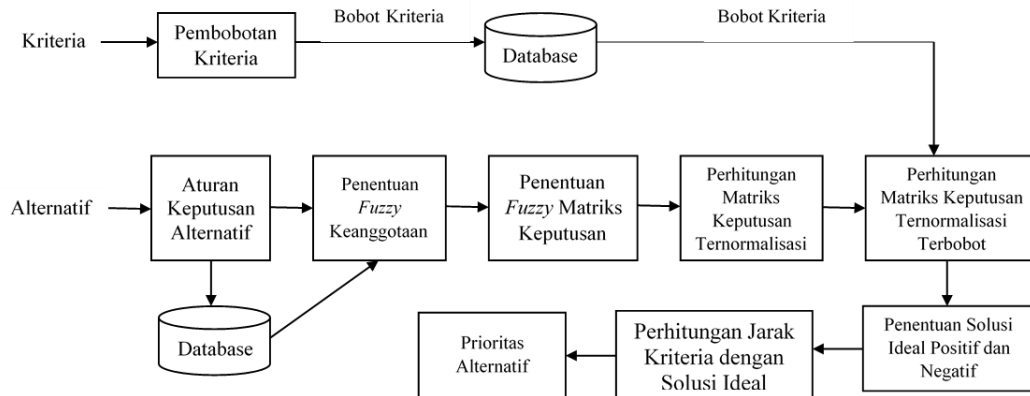 Kriteria
Pembobotan
Kriteria
Bobot Kriteria
Database
Bobot Kriteria
Alternatif
Aturan
Keputusan
Alternatif
Penentuan
Fuzzy
Keanggotaan
Penentuan
Fuzzy Matriks
Keputusan
Perhitungan
Matriks
Keputusan
Ternormalisasi
Perhitungan
Matriks Keputusan
Ternormalisasi
Terbobot
Database
Prioritas
Alternatif
Perhitungan Jarak
Kriteria dengan
Solusi Ideal
Penentuan Solusi
Ideal Positif dan
Negatif